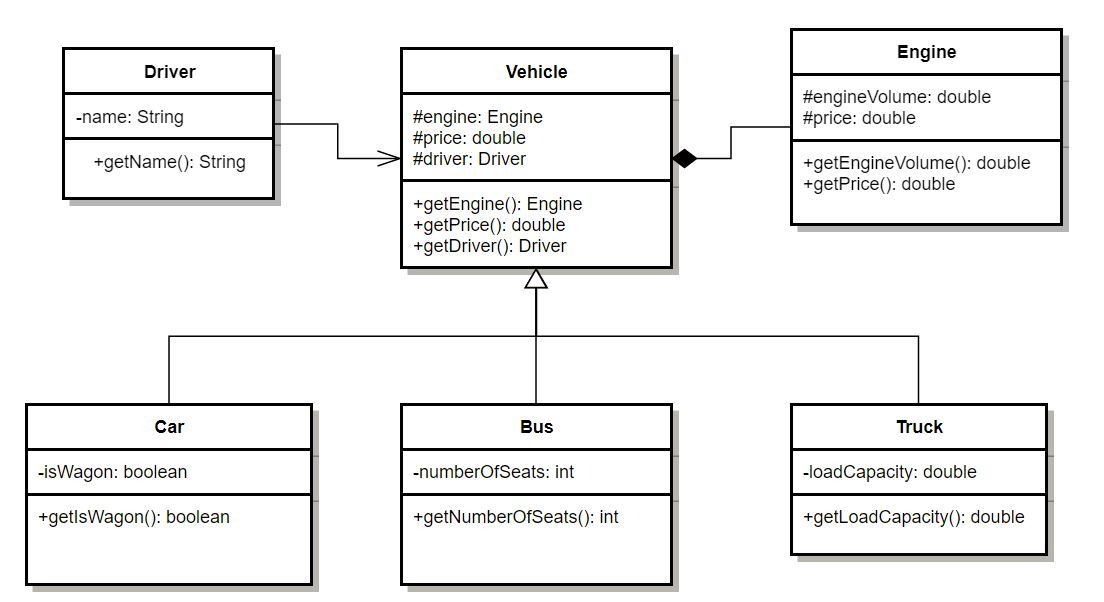 Driver
-name: String
+getName(): String
Vehicle
#engine: Engine
#price: double
#driver: Driver
+getEngine(): Engine
+getPrice(): double
+getDriver(): Driver
Engine
#engineVolume: double
#price: double
+getEngineVolume(): double
+getPrice(): double
Car
-isWagon: boolean
+getIsWagon(): boolean
Bus
-numberOfSeats: int
+getNumberOfSeats(): int
Truck
-loadCapacity: double
+getLoadCapacity(): double